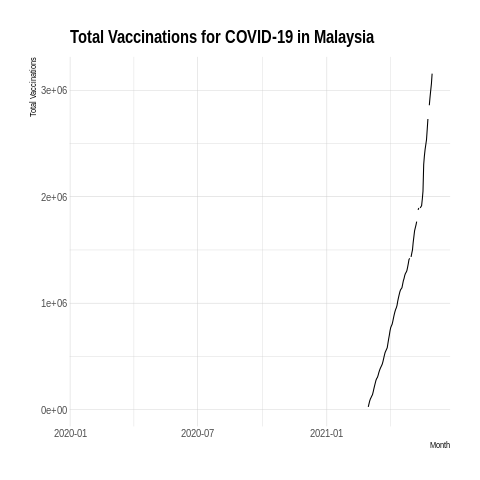 Total Vaccinations for COVID-19 in Malaysia
Total Vaccinations
3e+06
2e+06
1e+06
0e+00
2020-01 2020-07 2021-01
Month